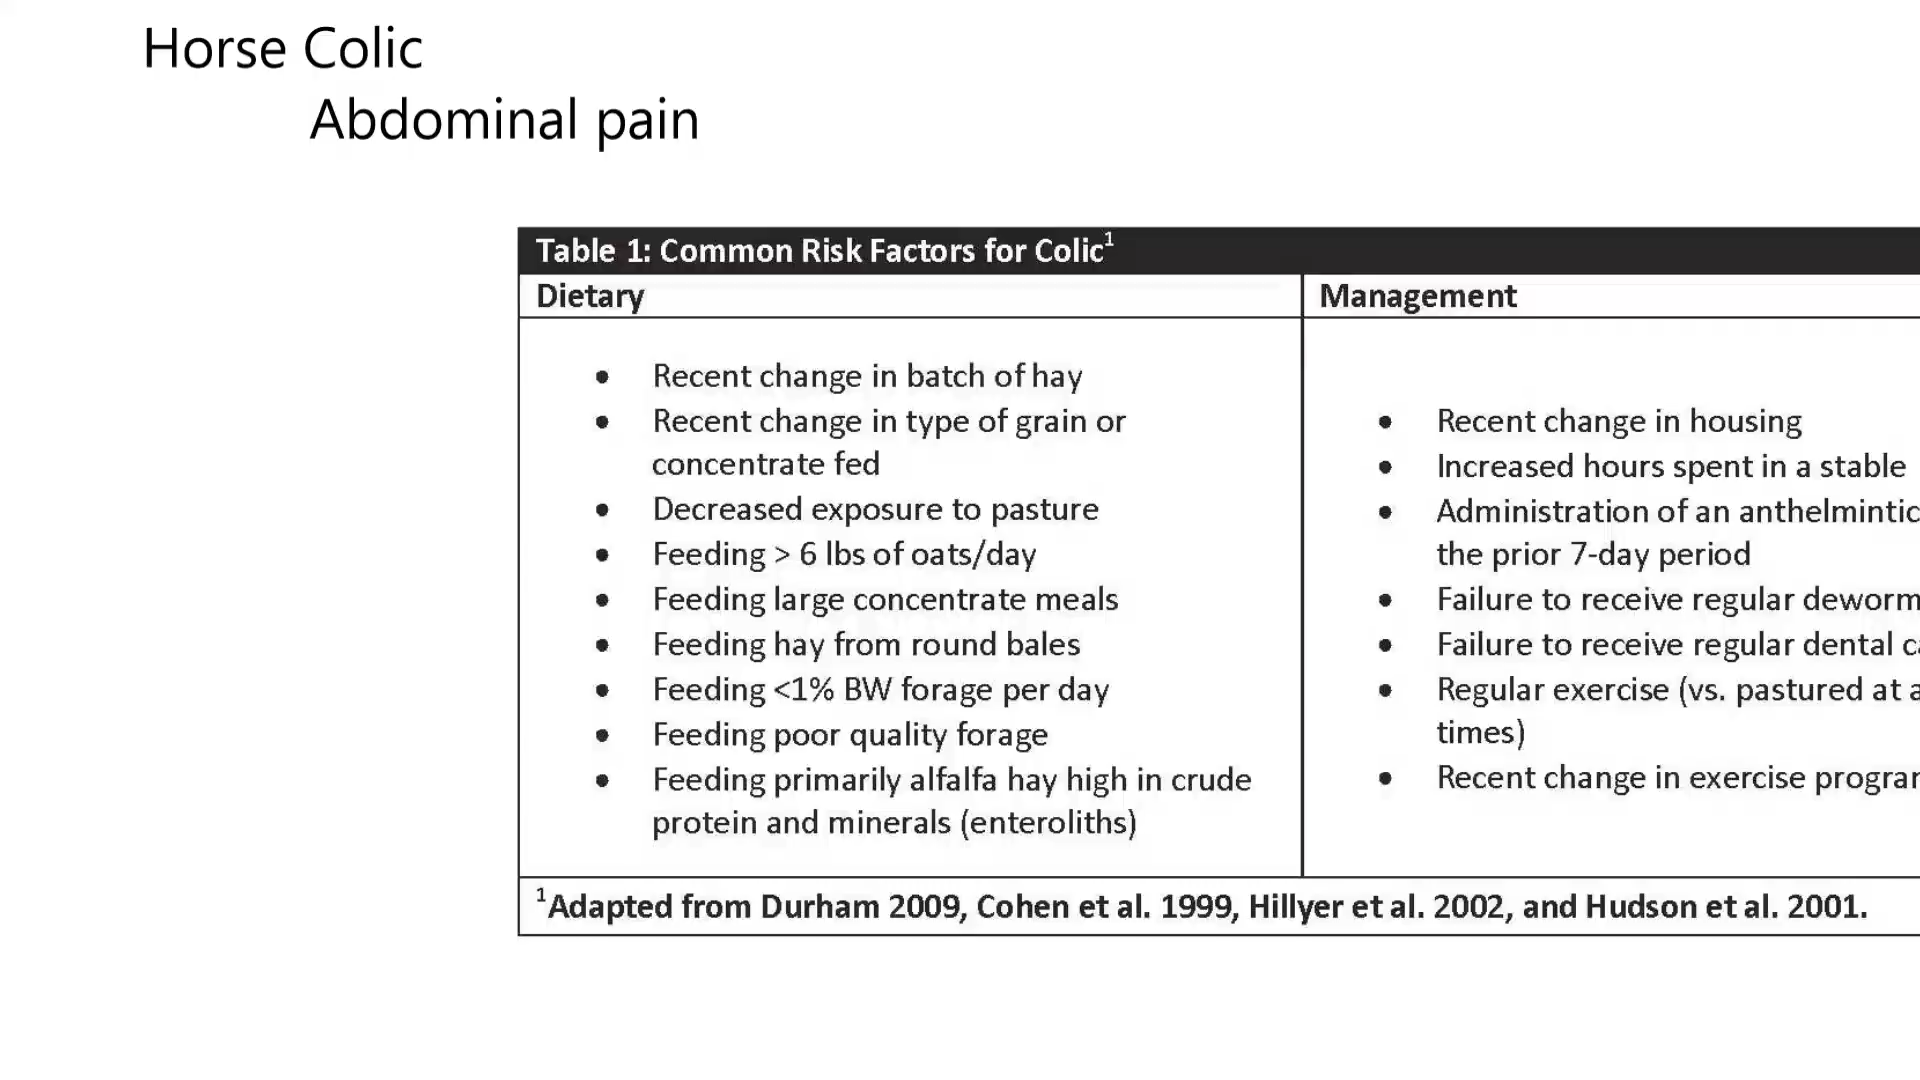 Horse Colic
Abdominal pain
Table 1: Common Risk Factors for Colic1
Dietary
Management
• Recent change in batch of hay
• Recent change in type of grain or
concentrate fed
• Decreased exposure to pasture
• Feeding > 6 lbs of oats/day
• Feeding large concentrate meals
• Feeding hay from round bales
• Feeding <1% BW forage per day
• Feeding poor quality forage
• Feeding primarily alfalfa hay high in crude
protein and minerals (enteroliths)
• Recent change in housing
• Increased hours spent in a stable
• Administration of an anthelmintic
the prior 7-day period
• Failure to receive regular deworm
• Failure to receive regular dental
• Regular exercise (vs. pastured at
times)
• Recent change in exercise
1Adapted from Durham 2009, Cohen et al. 1999, Hillyer et al. 2002, and Hudson et al. 2001.